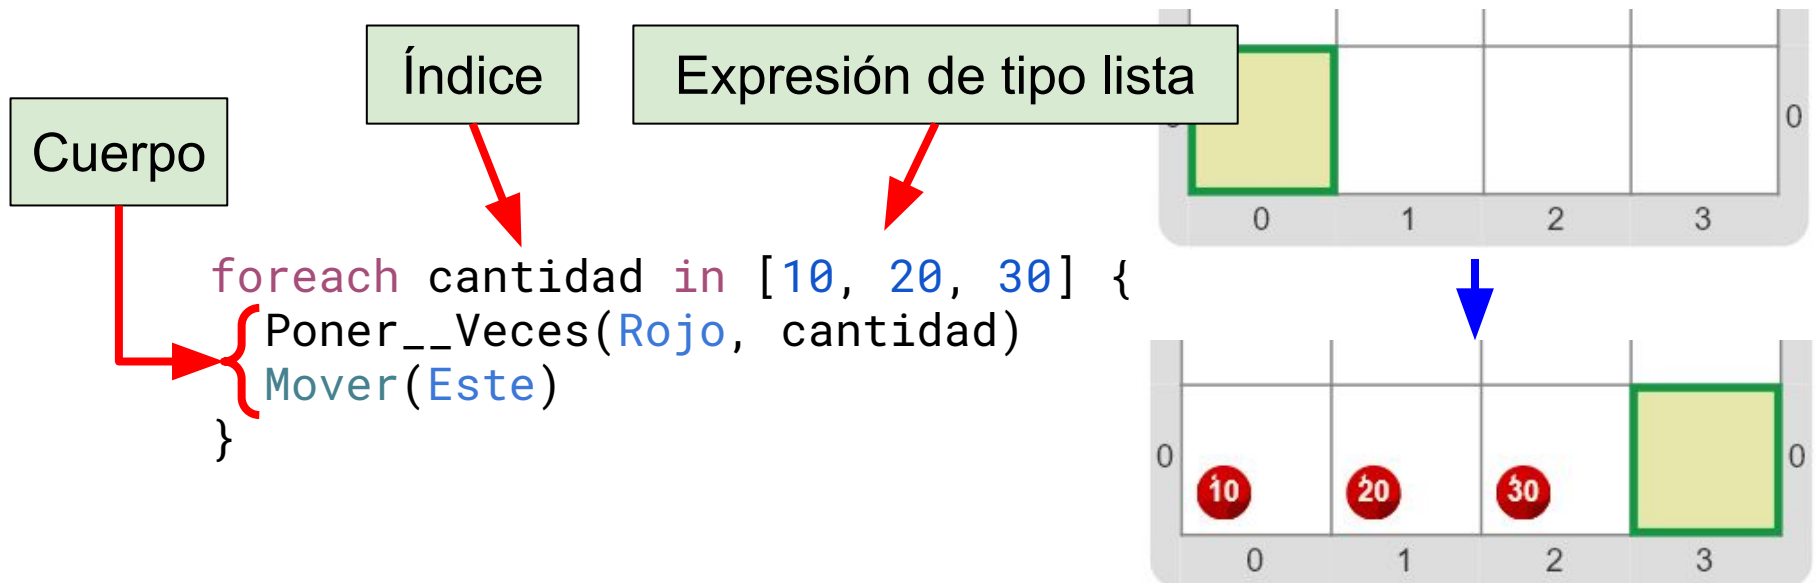 Índice
Expresión de tipo lista
Cuerpo
foreach cantidad in [10, 20, 30] {
Poner__Veces(Rojo, cantidad)
Mover(Este)
}
0
0 1 2 3
0 0
10 20 30
0 1 2 3